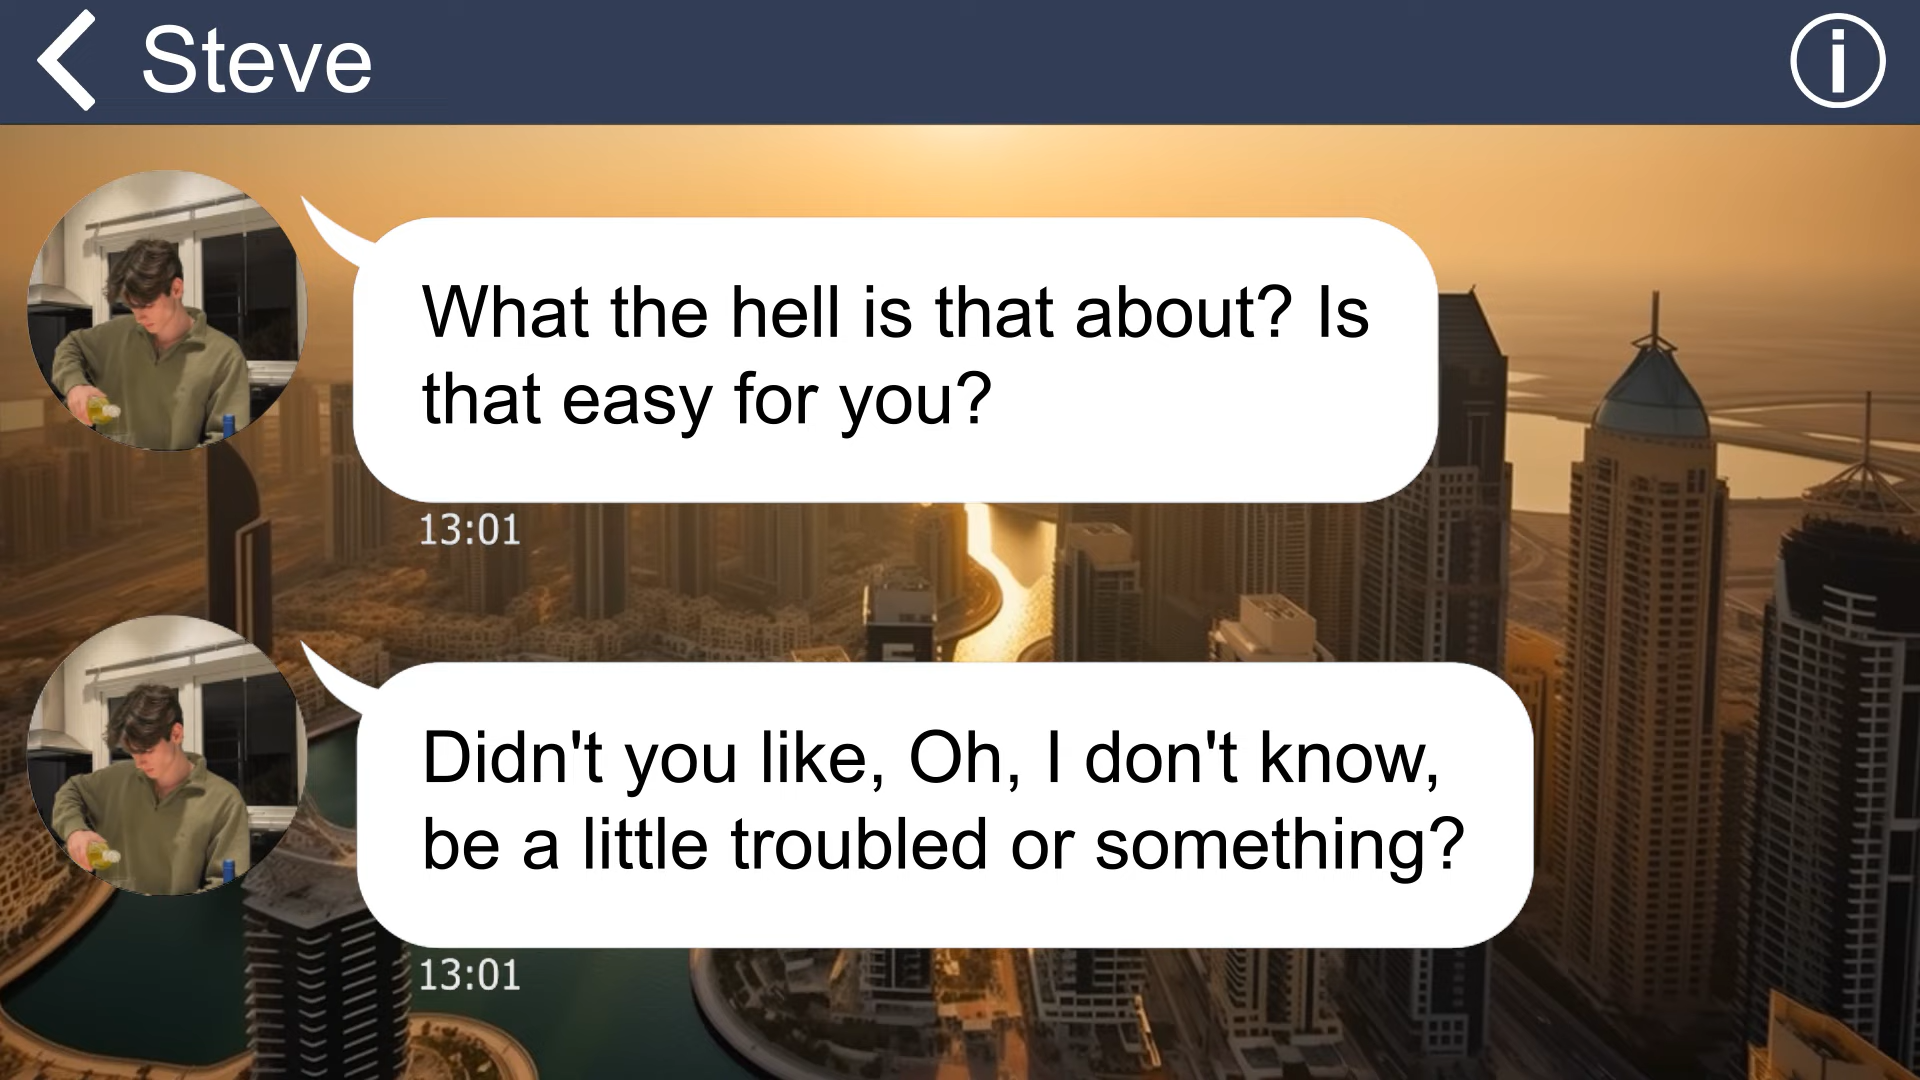 Steve
What the hell is that about? Is
that easy for you?
13:01
Didn't you like, Oh, I don't know,
be a little troubled or something?
13:01